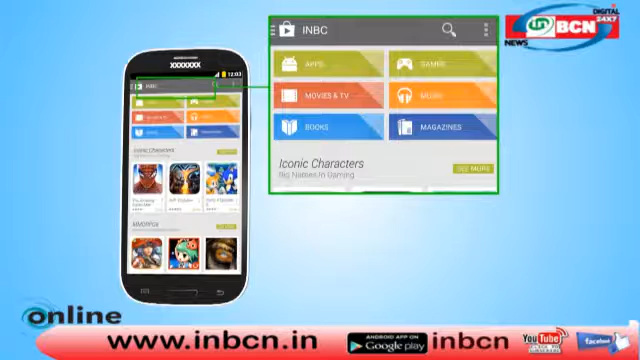 INBC
APPS
GAMES
MOVIES & TV
MUSIC
BOOKS
MAGAZINES
Iconic Characters
Big Names In Gaming
SEE MORE
XXXXXXX
12:03
INBC
Iconic Characters
DIGITAL
24X7
in BCN
NEWS
online
www.inbcn.in
ANDROID APP ON
Google play
inbcn
YouTube
facebook